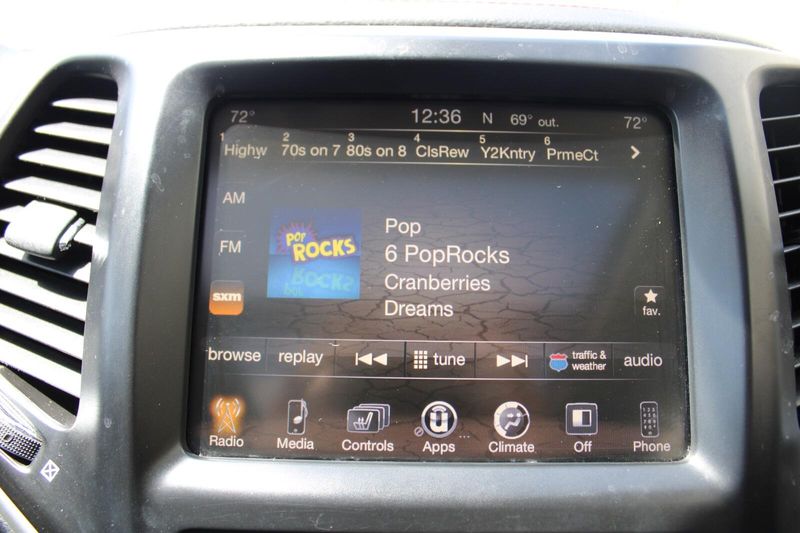 72° 12:36 N 69° out. 72°
1 2 3 4 5 6
Highw 70s on 7 80s on 8 ClsRew Y2Kntry PrmeCt
AM
FM
sxm
POP
ROCKS
Pop
6 PopRocks
Cranberries
Dreams
fav.
browse replay tune traffic & weather audio
Radio Media Controls Apps Climate Off Phone